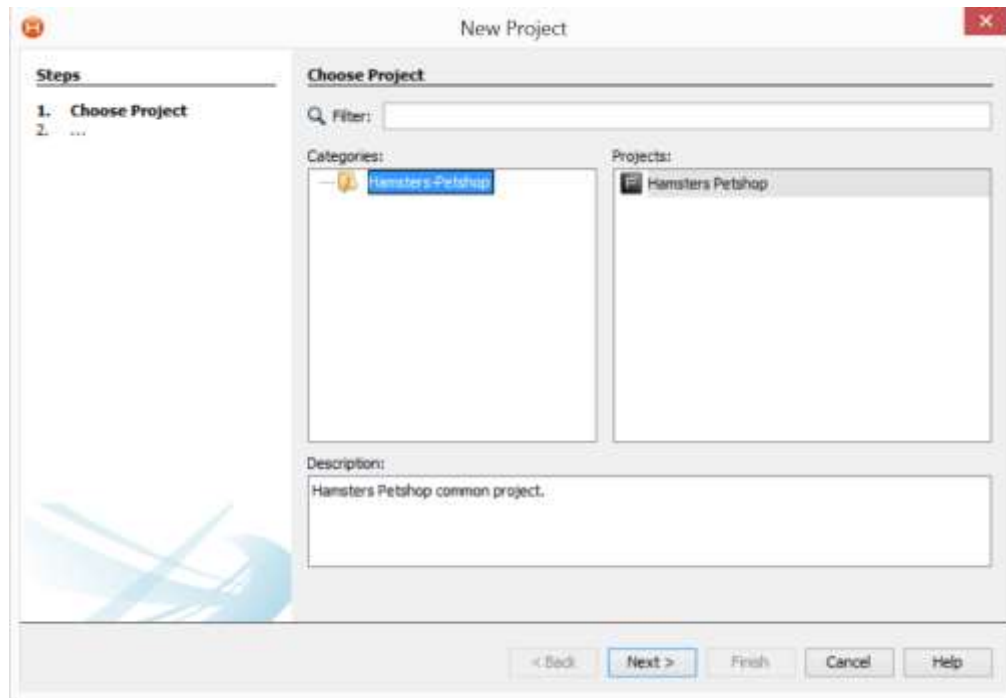 New Project
Steps
1. Choose Project
2. ...
Choose Project
Filter:
Categories:
Hamsters-Petshop
Projects:
Hamsters Petshop
Description:
Hamsters Petshop common project.
< Back
Next >
Finish
Cancel
Help